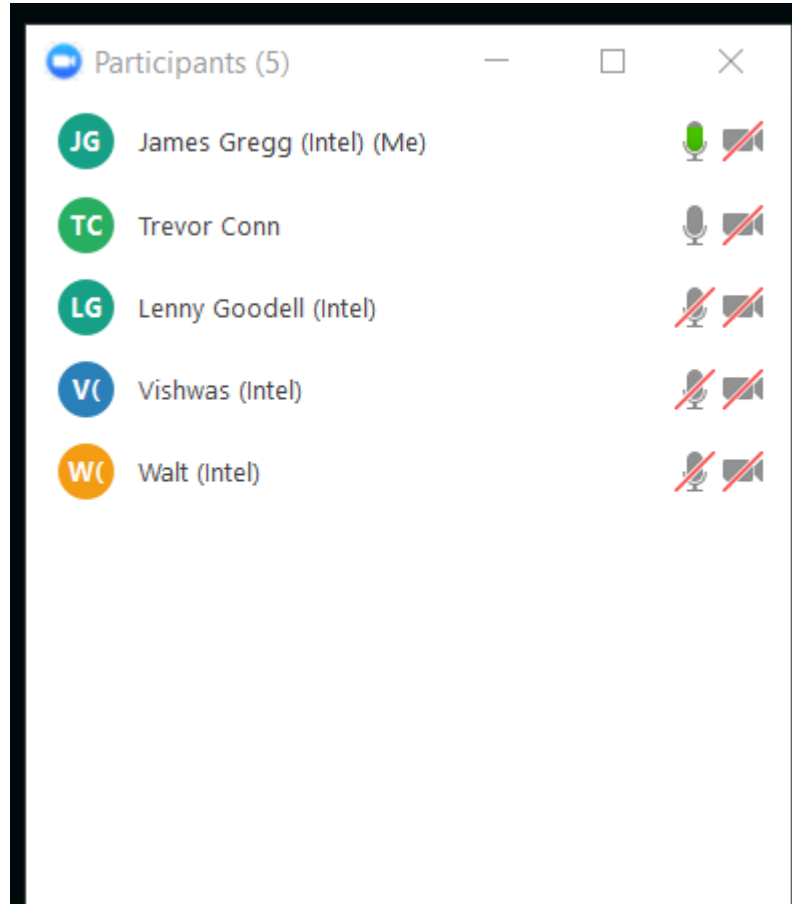 Participants (5)
JG James Gregg (Intel) (Me)
TC Trevor Conn
LG Lenny Goodell (Intel)
V( Vishwas (Intel)
W( Walt (Intel)